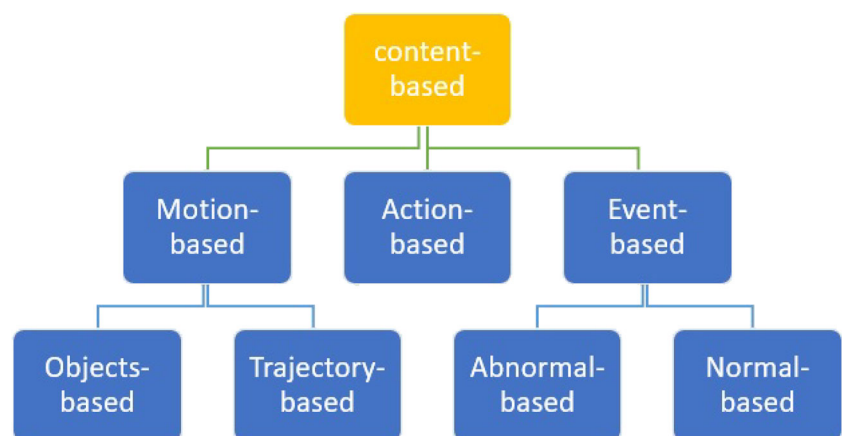 content-
based
Motion-
based
Action-
based
Event-
based
Objects-
based
Trajectory-
based
Abnormal-
based
Normal-
based